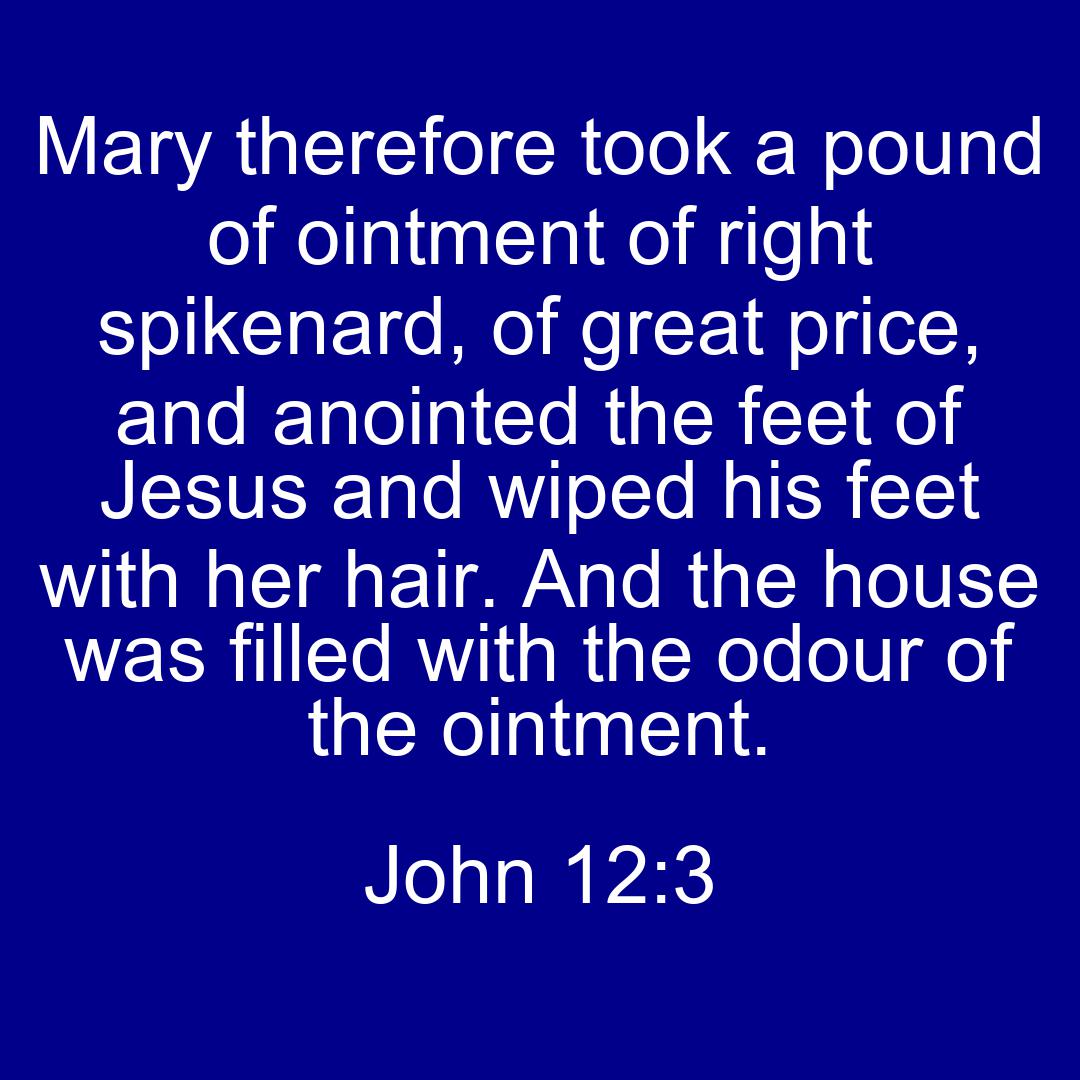 Mary therefore took a pound
of ointment of right
spikenard, of great price,
and anointed the feet of
Jesus and wiped his feet
with her hair. And the house
was filled with the odour of
the ointment.
John 12:3